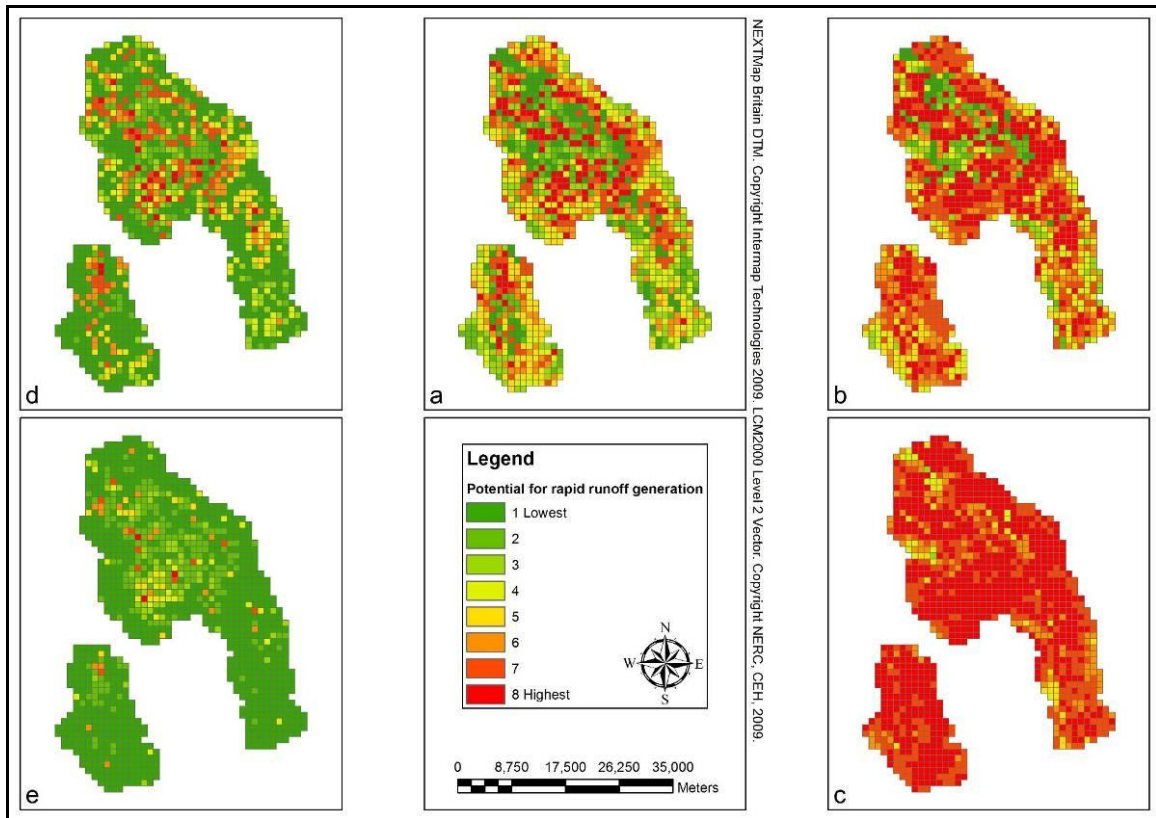 d
a
b
NEXTMap Britain DTM. Copyright Intermap Technologies 2009. LCM2000 Level 2 Vector. Copyright NERC, CEH, 2009.
e
Legend
Potential for rapid runoff generation
1 Lowest
2
3
4
5
6
7
8 Highest
N
W E
S
0 8,750 17,500 26,250 35,000
Meters
c